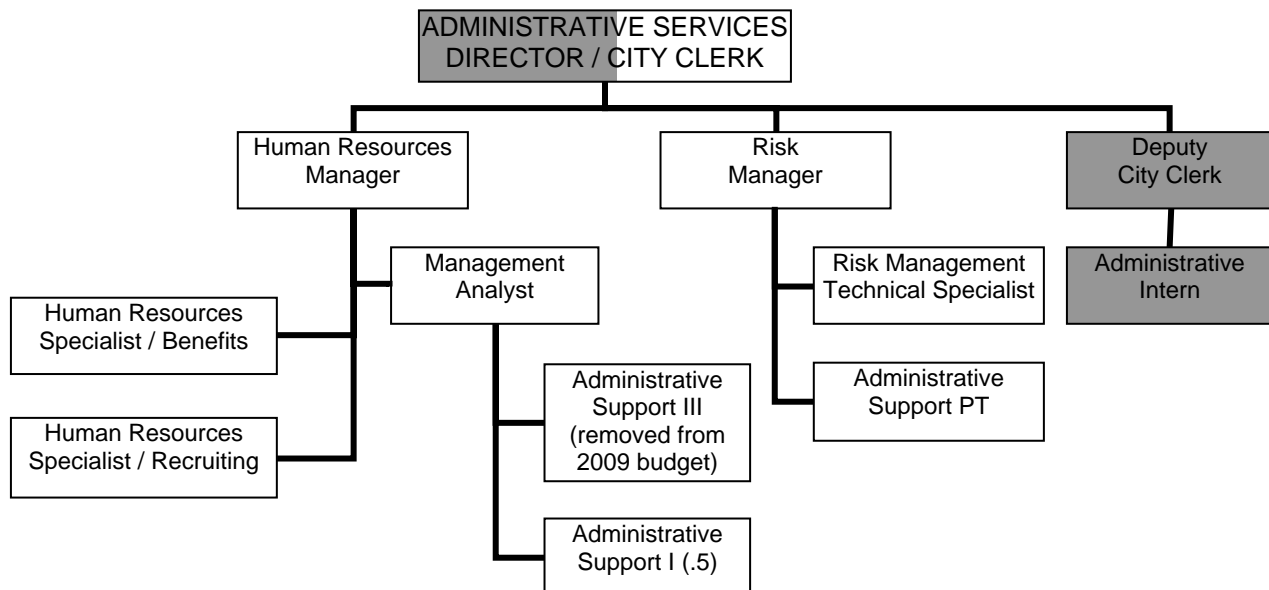 ADMINISTRATIVE SERVICES
DIRECTOR / CITY CLERK
Human Resources
Manager
Risk
Manager
Deputy
City Clerk
Management
Analyst
Risk Management
Technical Specialist
Administrative
Intern
Human Resources
Specialist / Benefits
Administrative
Support III
(removed from
2009 budget)
Administrative
Support PT
Human Resources
Specialist / Recruiting
Administrative
Support I (.5)